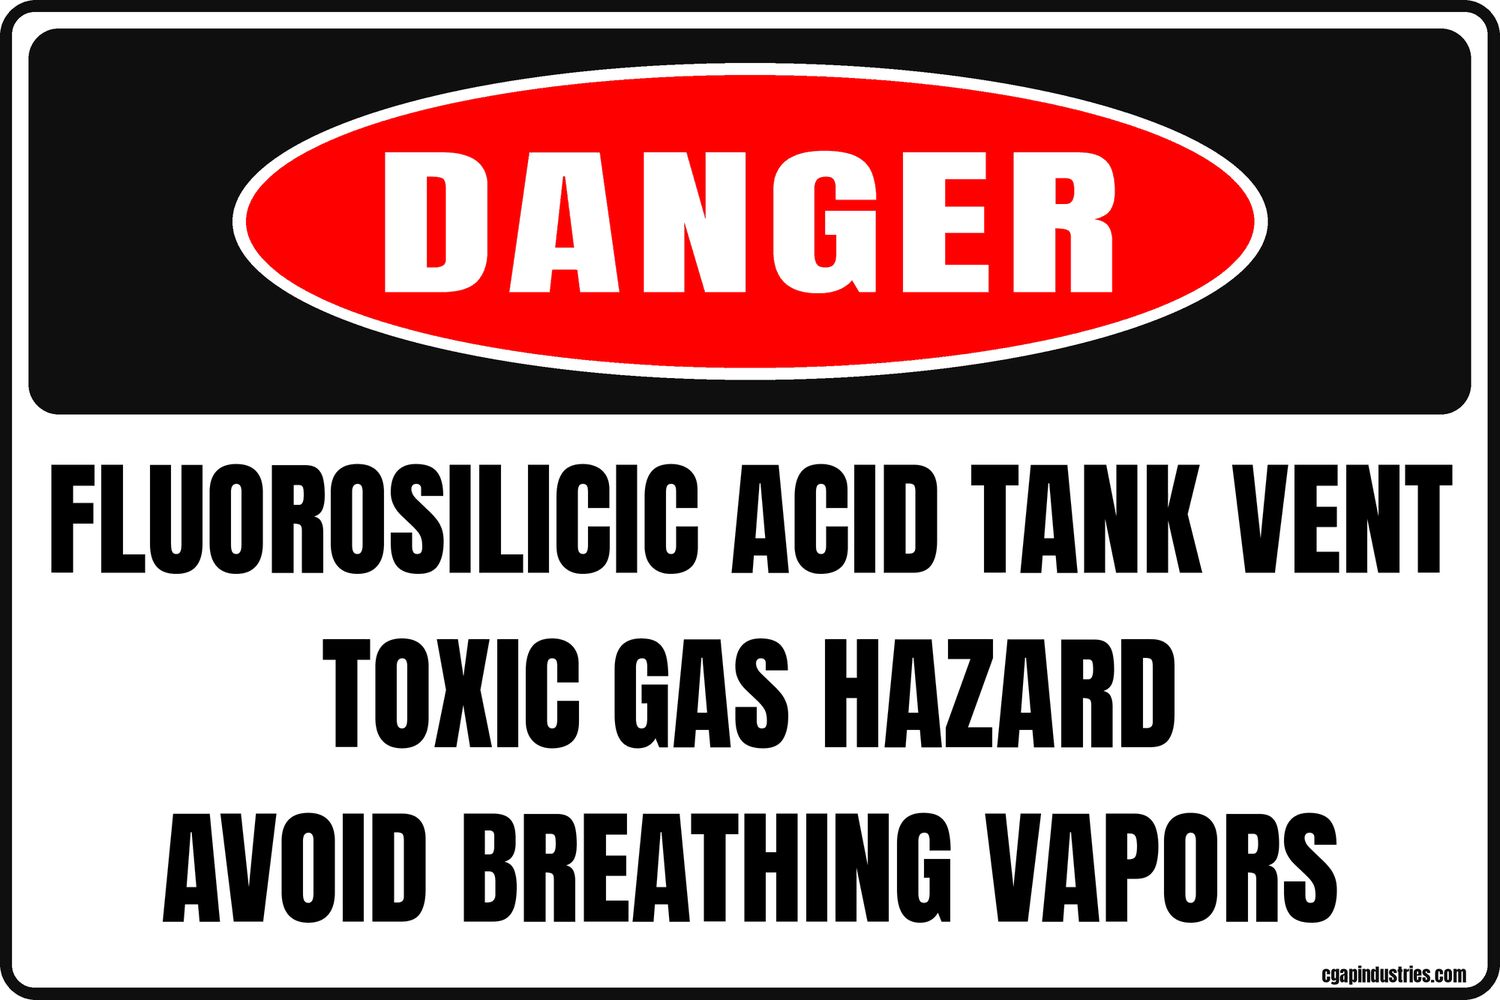 DANGER
FLUOROSILICIC ACID TANK VENT
TOXIC GAS HAZARD
AVOID BREATHING VAPORS
cgapindustries.com